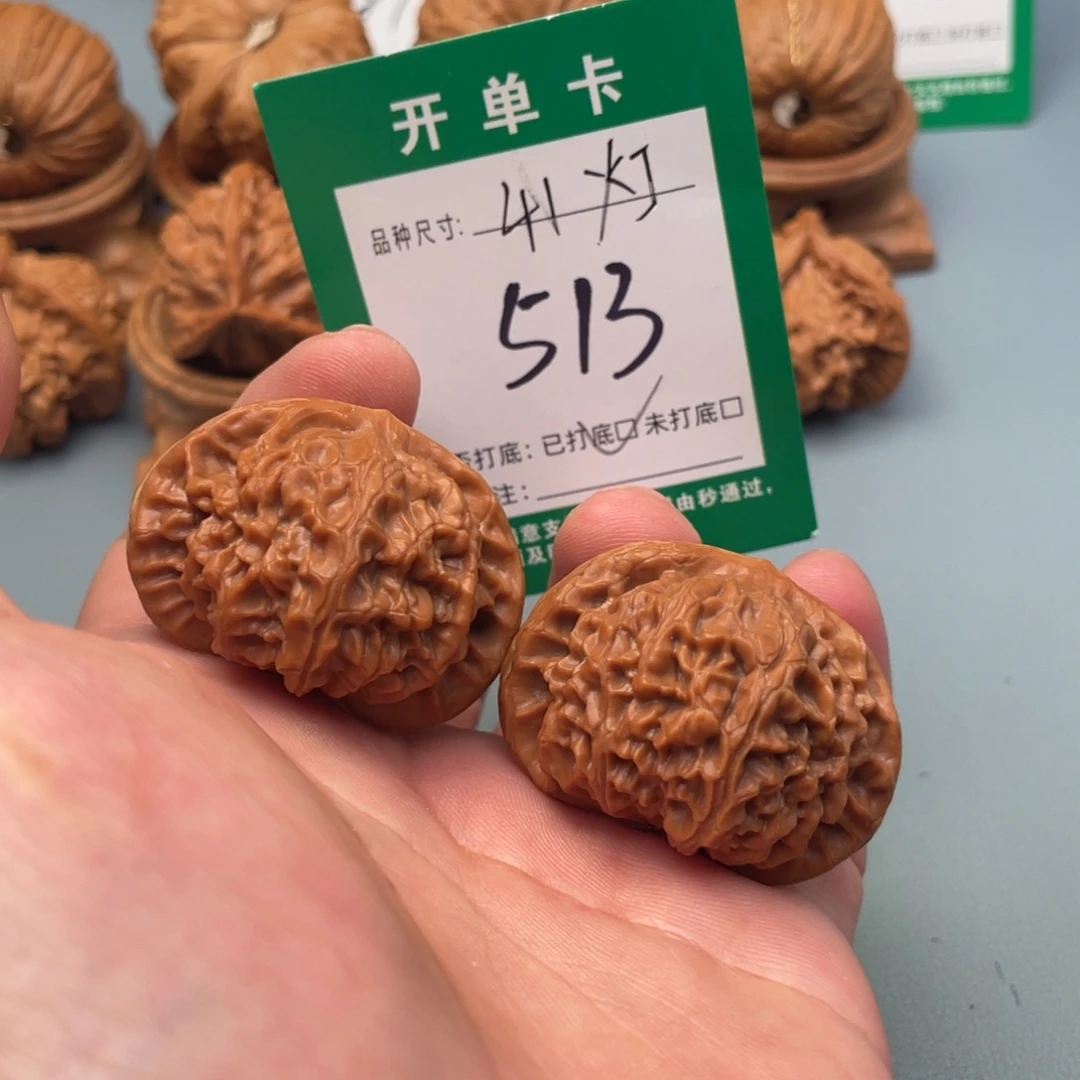 开单卡
品种尺寸: 41灯
513
打底: 已打底☑ 未打底☐
注:
由秒通过,